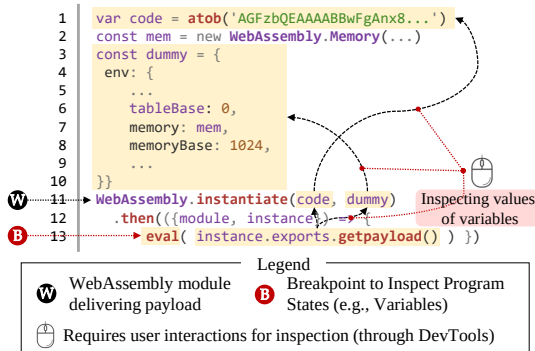 1 var code = atob('AGFzbQEAAAABBwFgAnx8...')
2 const mem = new WebAssembly.Memory(...)
3 const dummy = {
4 env: {
5 ...
6 tableBase: 0,
7 memory: mem,
8 memoryBase: 1024,
9 ...
10 }}
W 11 WebAssembly.instantiate(code, dummy)
Inspecting values
12 .then(({module, instance}) => {
of variables
B 13 eval( instance.exports.getpayload() ) })
Legend
W WebAssembly module
delivering payload
B Breakpoint to Inspect Program
States (e.g., Variables)
Requires user interactions for inspection (through DevTools)